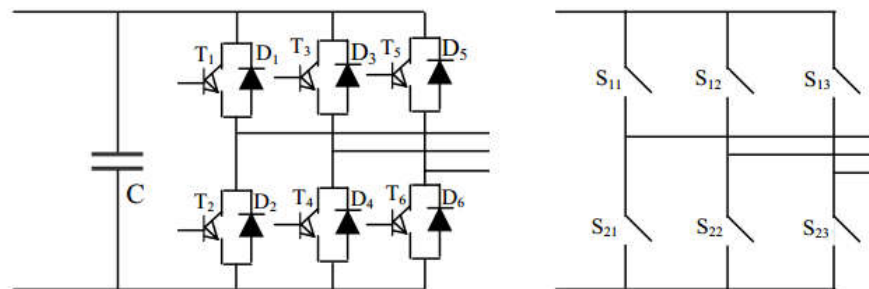 T₁ D₁ T₃ D₃ T₅ D₅
S₁₁ S₁₂ S₁₃
C
T₂ D₂ T₄ D₄ T₆ D₆
S₂₁ S₂₂ S₂₃